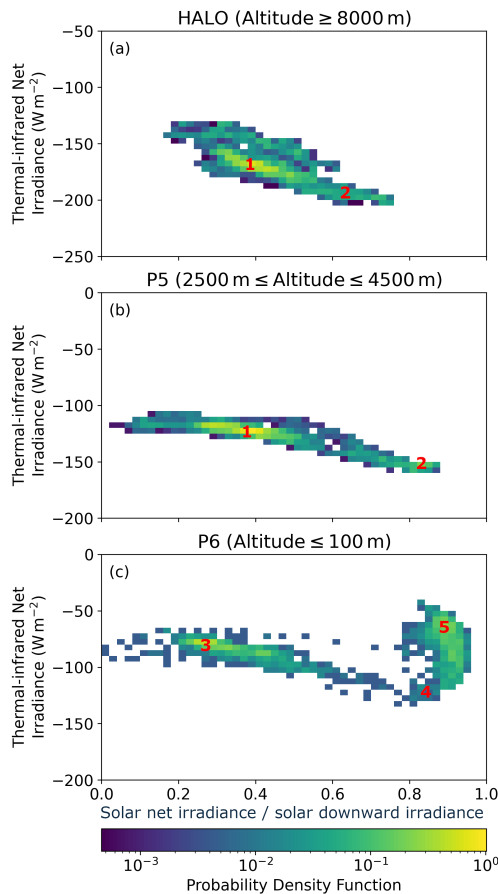 HALO (Altitude ≥ 8000 m)
(a)
Thermal-infrared Net
Irradiance (W m⁻²)
−50
−100
−150
−200
−250
1
2
P5 (2500 m ≤ Altitude ≤ 4500 m)
(b)
Thermal-infrared Net
Irradiance (W m⁻²)
0
−50
−100
−150
−200
1
2
P6 (Altitude ≤ 100 m)
(c)
Thermal-infrared Net
Irradiance (W m⁻²)
0
−50
−100
−150
−200
3
4
5
0.0 0.2 0.4 0.6 0.8 1.0
Solar net irradiance / solar downward irradiance
10⁻³ 10⁻² 10⁻¹ 10⁰
Probability Density Function